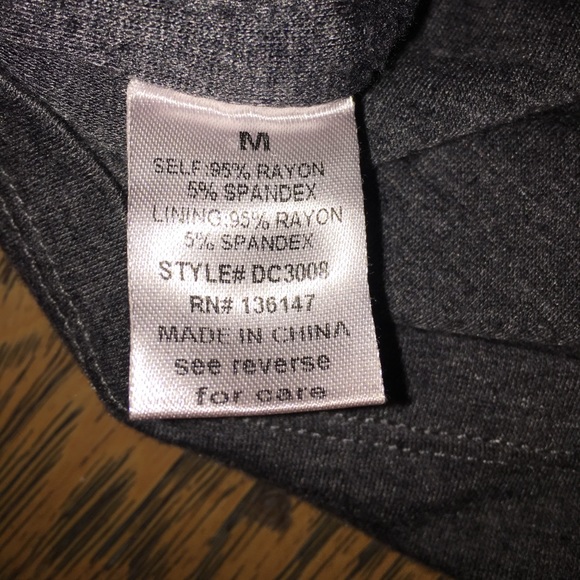 M
SELF:95% RAYON
5% SPANDEX
LINING:95% RAYON
5% SPANDEX
STYLE# DC3008
RN# 136147
MADE IN CHINA
see reverse
for care